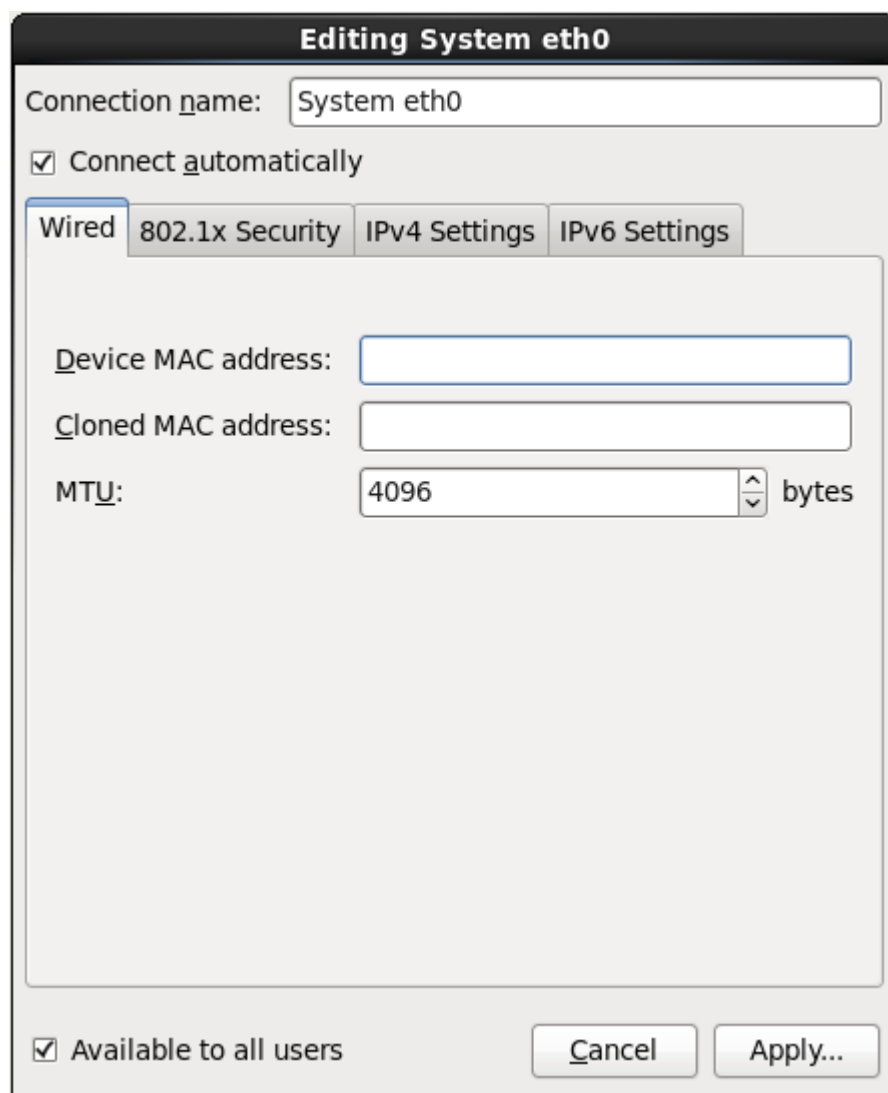 Editing System eth0
Connection name: System eth0
Connect automatically
Wired 802.1x Security IPv4 Settings IPv6 Settings
Device MAC address:
Cloned MAC address:
MTU: 4096 bytes
Available to all users Cancel Apply...